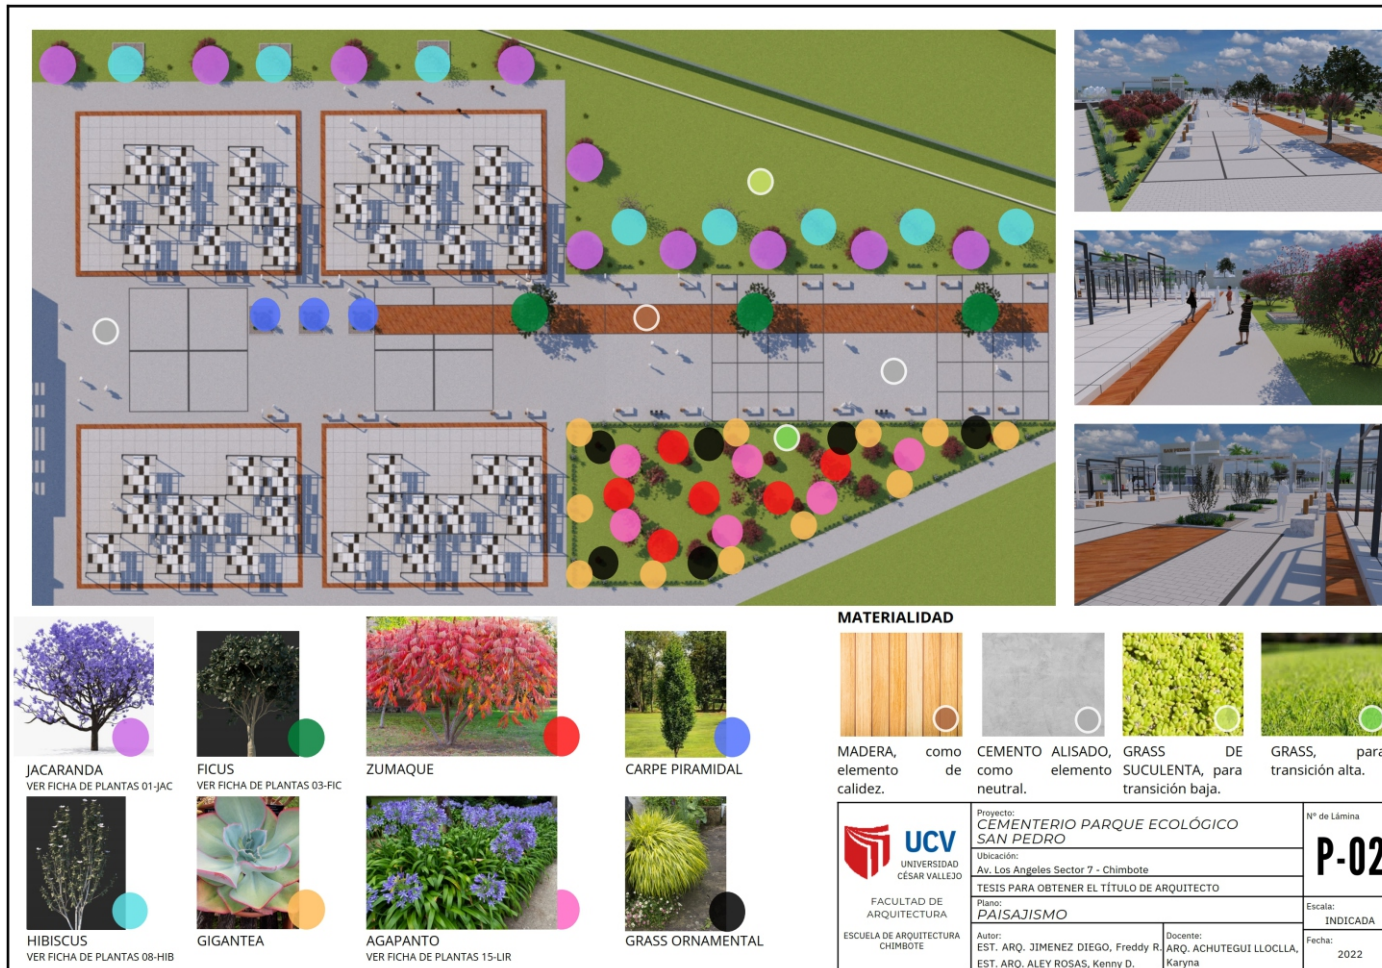 JACARANDA
VER FICHA DE PLANTAS 01-JAC
FICUS
VER FICHA DE PLANTAS 03-FIC
ZUMAQUE
CARPE PIRAMIDAL
HIBISCUS
VER FICHA DE PLANTAS 08-HIB
GIGANTEA
AGAPANTO
VER FICHA DE PLANTAS 15-LIR
GRASS ORNAMENTAL
MATERIALIDAD
MADERA, como
elemento de
calidez.
CEMENTO ALISADO,
como elemento
neutral.
GRASS DE
SUCULENTA, para
transición baja.
GRASS, para
transición alta.
UCV
UNIVERSIDAD
CÉSAR VALLEJO
FACULTAD DE
ARQUITECTURA
ESCUELA DE ARQUITECTURA
CHIMBOTE
Proyecto:
CEMENTERIO PARQUE ECOLÓGICO
SAN PEDRO
Ubicación:
Av. Los Angeles Sector 7 - Chimbote
TESIS PARA OBTENER EL TÍTULO DE ARQUITECTO
Plano:
PAISAJISMO
Autor:
EST. ARQ. JIMENEZ DIEGO, Freddy R.
EST. ARQ. ALEY ROSAS, Kenny D.
Docente:
ARQ. ACHUTEGUI LLOCLLA,
Karyna
N° de Lámina
P-02
Escala:
INDICADA
Fecha:
2022